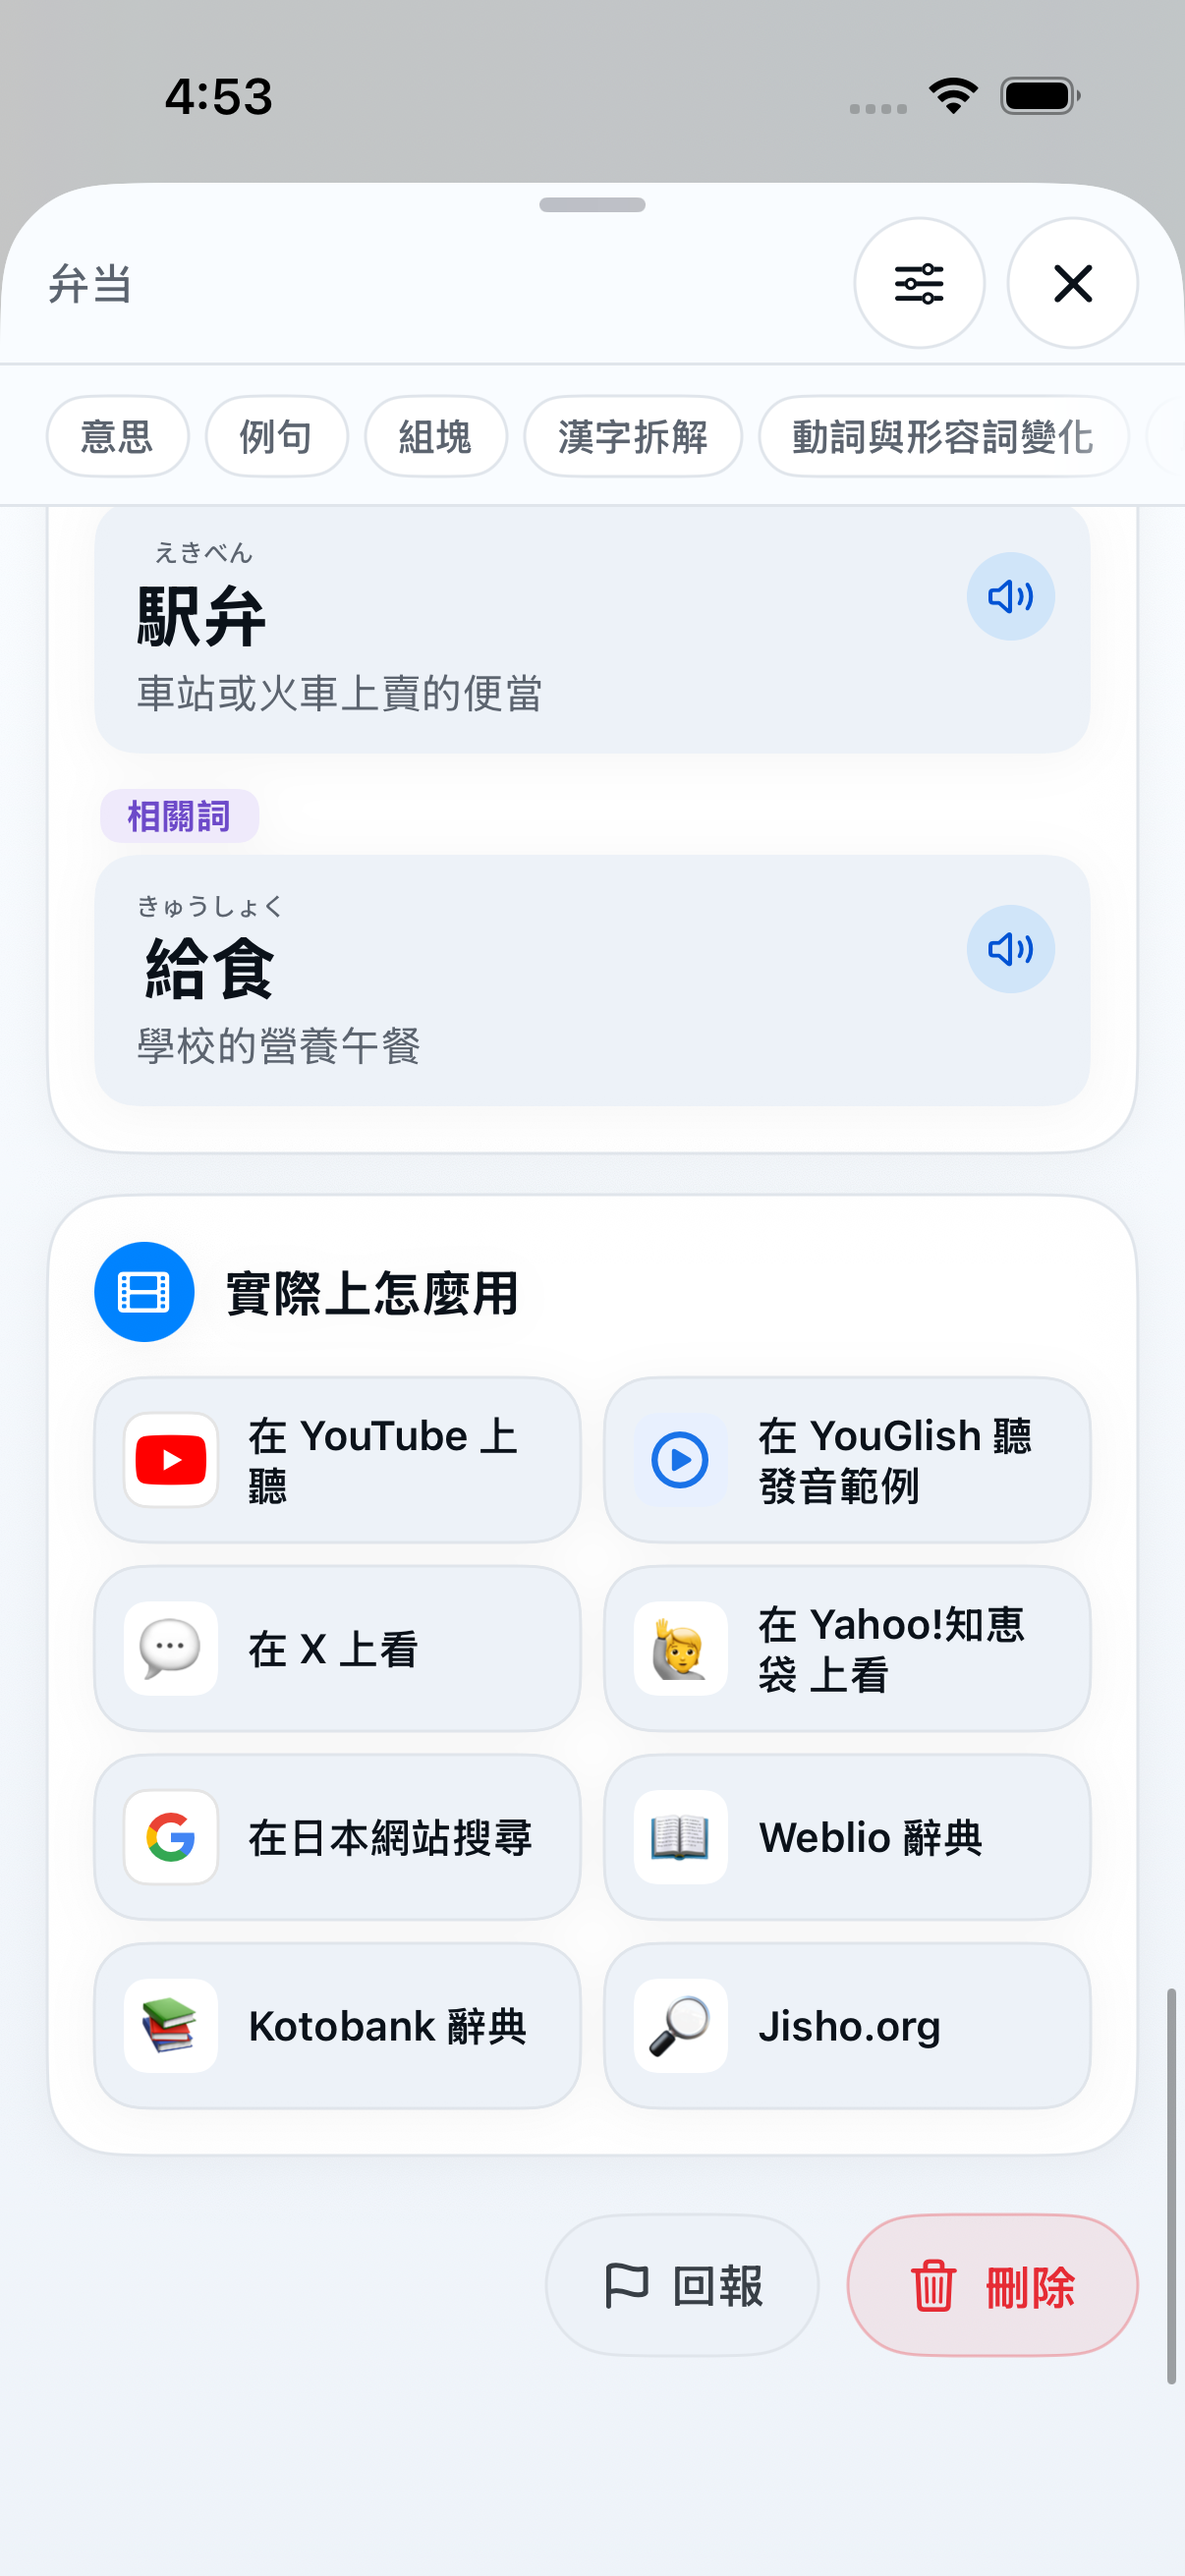 4:53
弁当
意思
例句
組塊
漢字拆解
動詞與形容詞變化
えきべん
駅弁
車站或火車上賣的便當
相關詞
きゅうしょく
給食
學校的營養午餐
實際上怎麼用
在 YouTube 上
聽
在 YouGlish 聽
發音範例
在 X 上看
在 Yahoo!知恵
袋 上看
在日本網站搜尋
Weblio 辭典
Kotobank 辭典
Jisho.org
回報
刪除